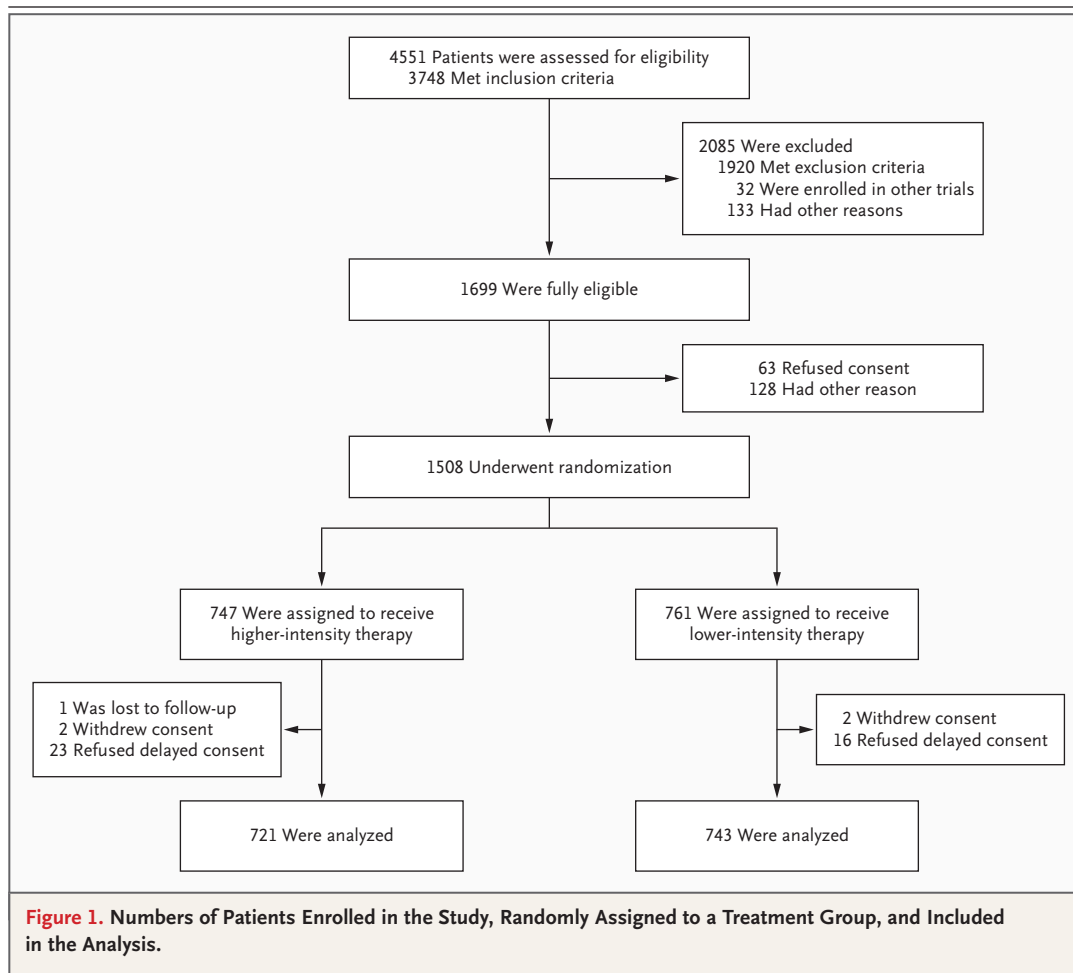 4551 Patients were assessed for eligibility
3748 Met inclusion criteria
2085 Were excluded
1920 Met exclusion criteria
32 Were enrolled in other trials
133 Had other reasons
1699 Were fully eligible
63 Refused consent
128 Had other reason
1508 Underwent randomization
747 Were assigned to receive
higher-intensity therapy
761 Were assigned to receive
lower-intensity therapy
1 Was lost to follow-up
2 Withdrew consent
23 Refused delayed consent
2 Withdrew consent
16 Refused delayed consent
721 Were analyzed
743 Were analyzed
Figure 1. Numbers of Patients Enrolled in the Study, Randomly Assigned to a Treatment Group, and Included
in the Analysis.